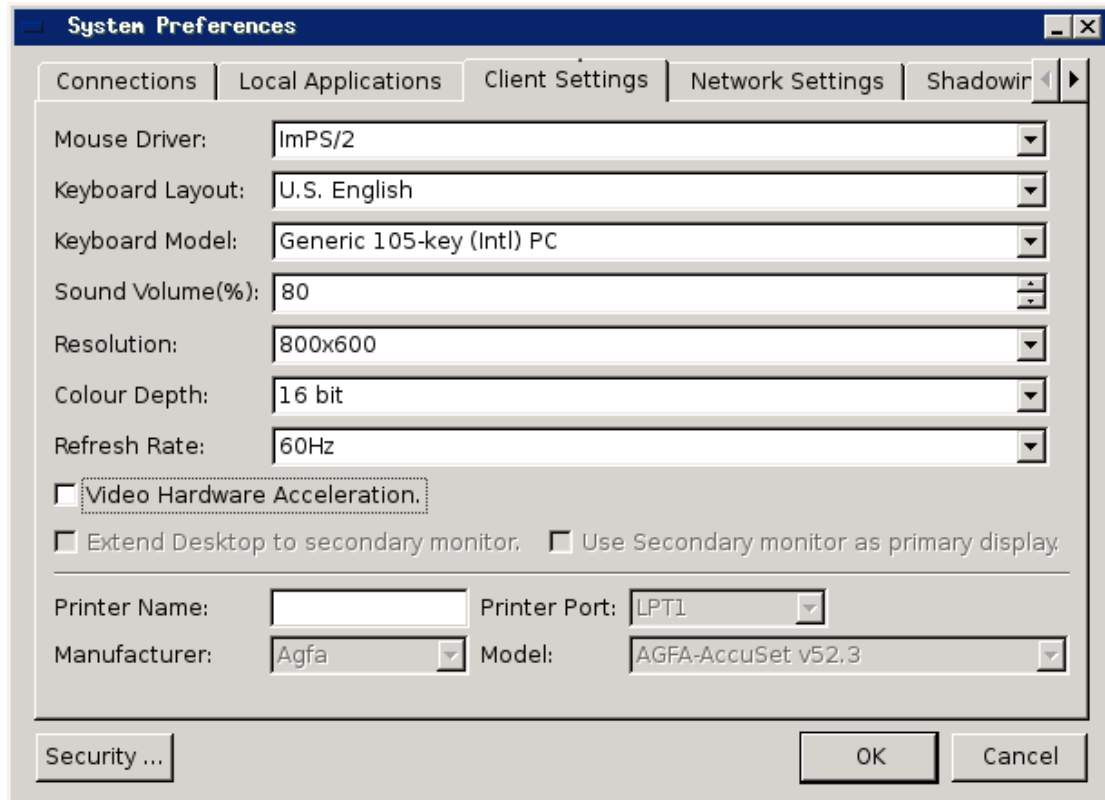 System Preferences
Connections Local Applications Client Settings Network Settings Shadowin
Mouse Driver: ImPS/2
Keyboard Layout: U.S. English
Keyboard Model: Generic 105-key (Intl) PC
Sound Volume(%): 80
Resolution: 800x600
Colour Depth: 16 bit
Refresh Rate: 60Hz
Video Hardware Acceleration.
Extend Desktop to secondary monitor. Use Secondary monitor as primary display.
Printer Name: Printer Port: LPT1
Manufacturer: Agfa Model: AGFA-AccuSet v52.3
Security ... OK Cancel